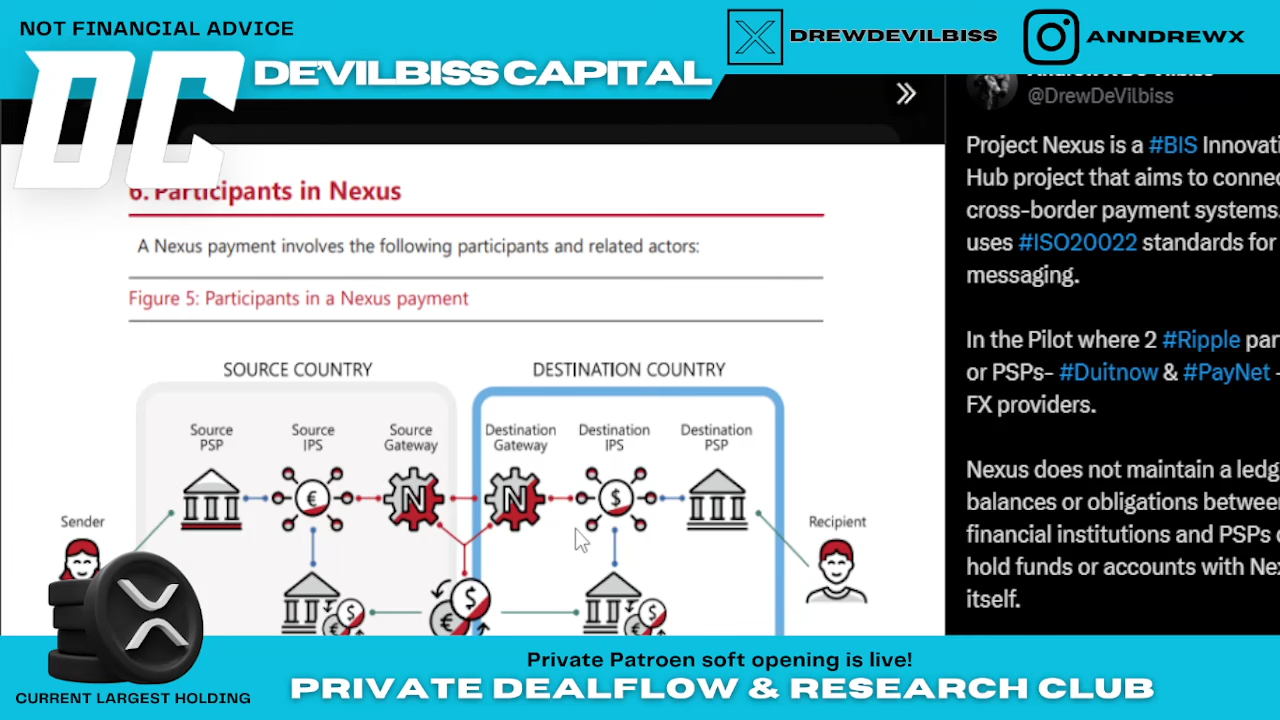 NOT FINANCIAL ADVICE
DC
DE'VILBISS CAPITAL
DREWDEVILBISS
ANNDREWX
6. Participants in Nexus
A Nexus payment involves the following participants and related actors:
Figure 5: Participants in a Nexus payment
SOURCE COUNTRY
DESTINATION COUNTRY
Source
PSP
Source
IPS
Source
Gateway
Destination
Gateway
Destination
IPS
Destination
PSP
€
N
N
$
Sender
Recipient
$
€
$
€
$
€
@DrewDeVilbiss
Project Nexus is a #BIS Innovati
Hub project that aims to connec
cross-border payment systems.
uses #ISO20022 standards for
messaging.
In the Pilot where 2 #Ripple par
or PSPs- #Duitnow & #PayNet -
FX providers.
Nexus does not maintain a ledg
balances or obligations between
financial institutions and PSPs
hold funds or accounts with Nex
itself.
CURRENT LARGEST HOLDING
Private Patroen soft opening is live!
PRIVATE DEALFLOW & RESEARCH CLUB